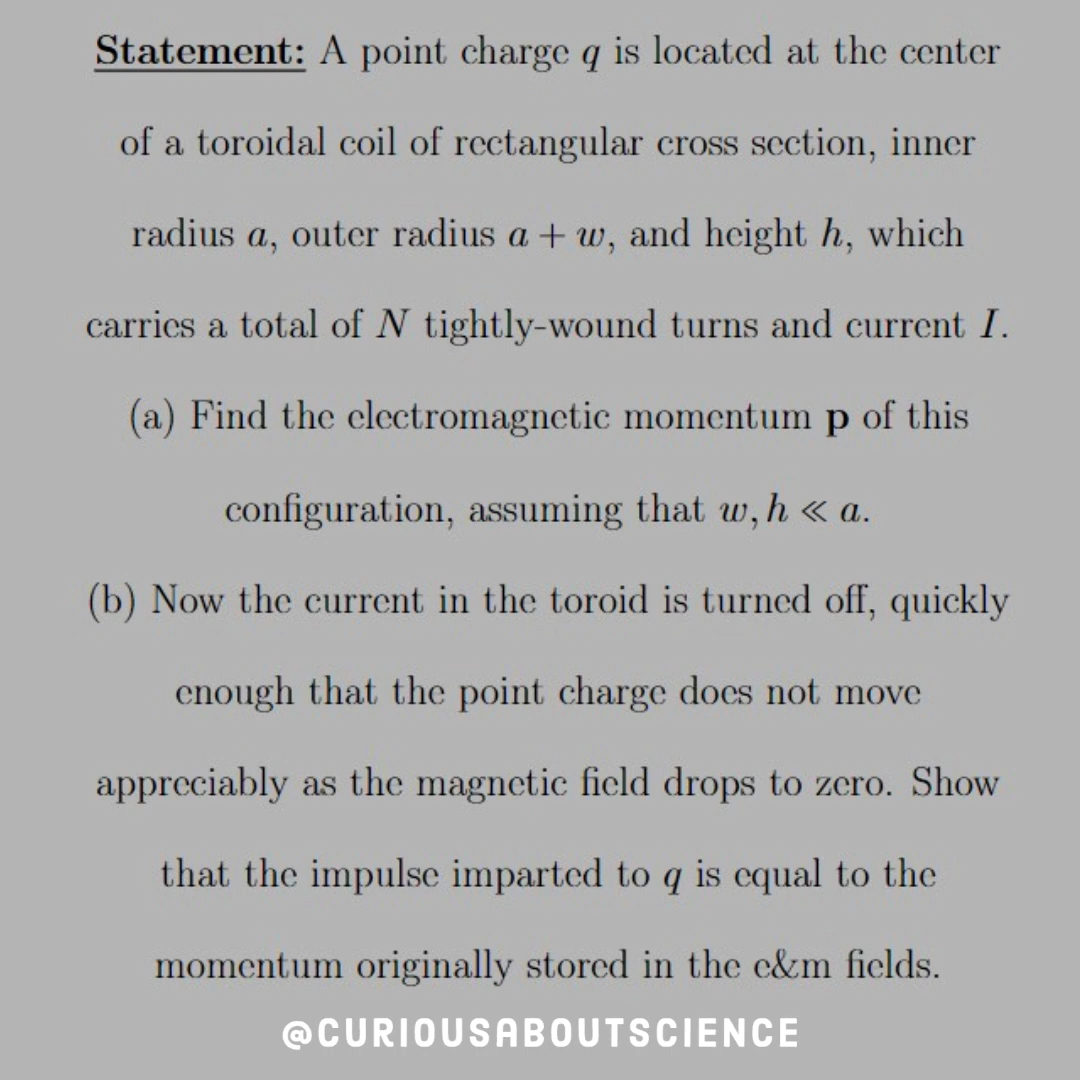 Statement: A point charge q is located at the center
of a toroidal coil of rectangular cross section, inner
radius a, outer radius a + w, and height h, which
carries a total of N tightly-wound turns and current I.
(a) Find the electromagnetic momentum p of this
configuration, assuming that w, h ≪ a.
(b) Now the current in the toroid is turned off, quickly
enough that the point charge does not move
appreciably as the magnetic field drops to zero. Show
that the impulse imparted to q is equal to the
momentum originally stored in the e&m fields.
@CURIOUSABOUTSCIENCE